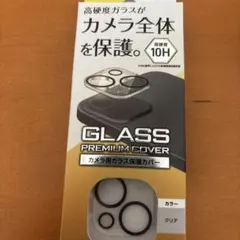 高硬度ガラスが
カメラ全体
を保護。
高硬度
10H
GLASS
PREMIUM COVER
カメラ用ガラス保護カバー
カラー
クリア